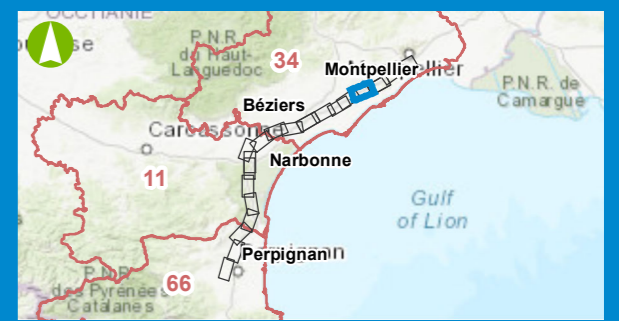 OCCITANIE
P.N.R.
du Haut-
Languedoc
34
Montpellier
P.N.R. de
Camargue
Béziers
Carcassonne
Narbonne
11
Gulf
of Lion
Perpignan
P.N.R.
des Pyrénées
Catalanes
66